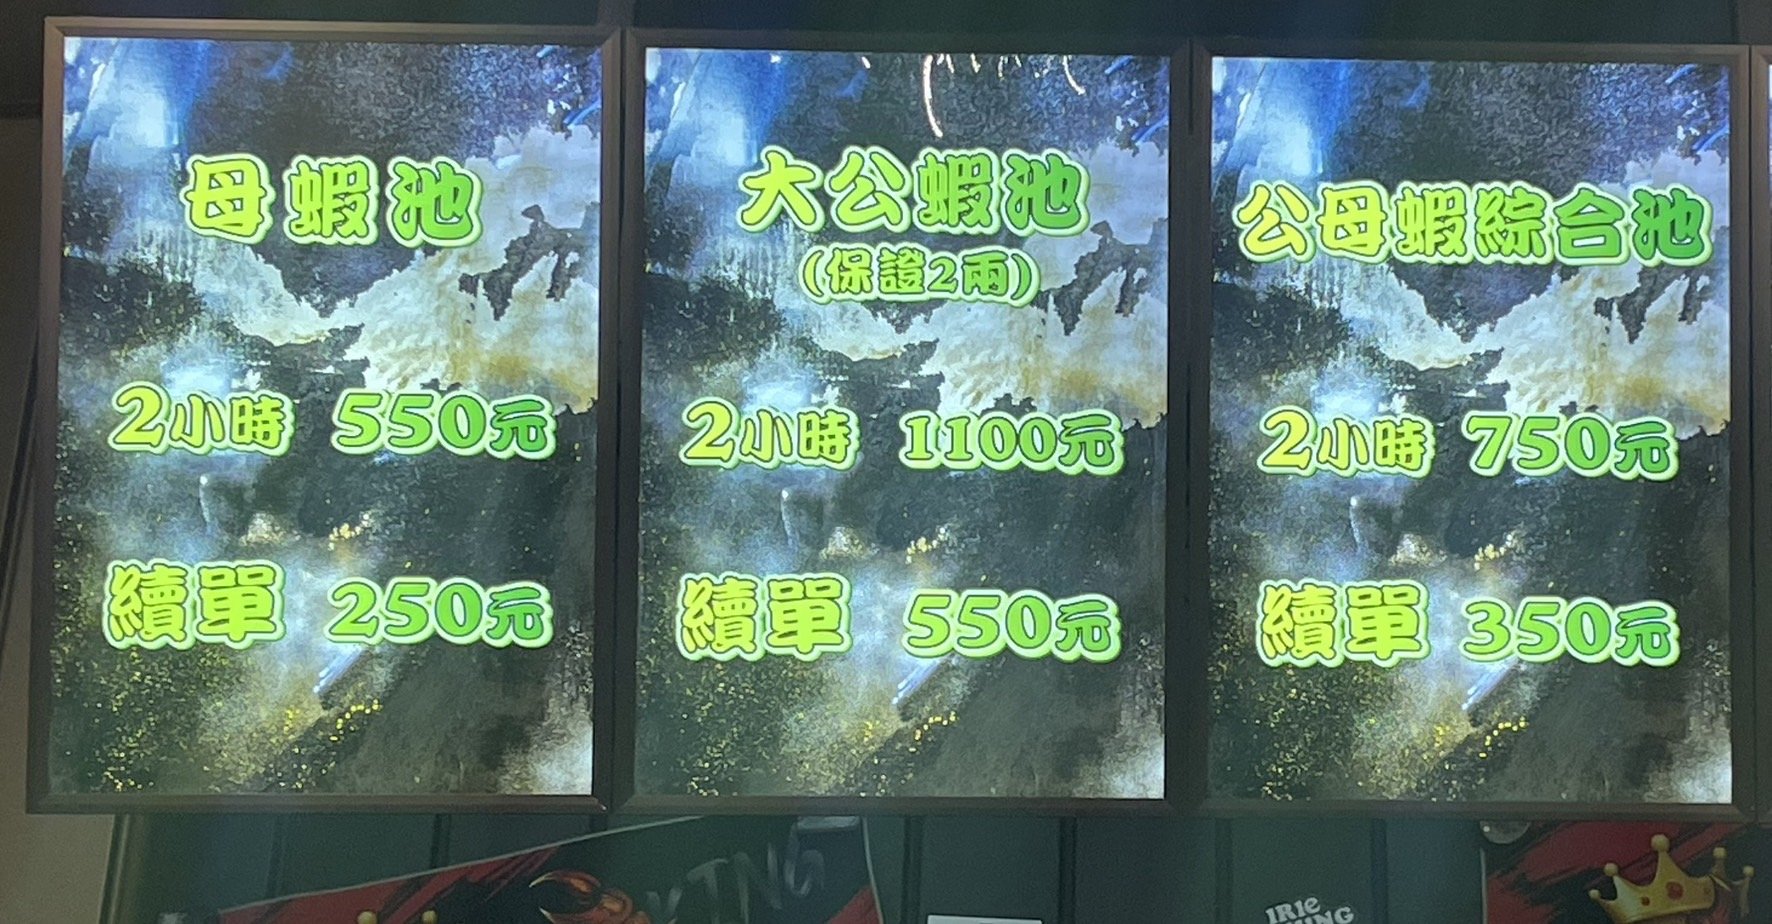 母蝦池
2小時 550元
續單 250元
大公蝦池
(保證2兩)
2小時 1100元
續單 550元
公母蝦綜合池
2小時 750元
續單 350元
IRIe